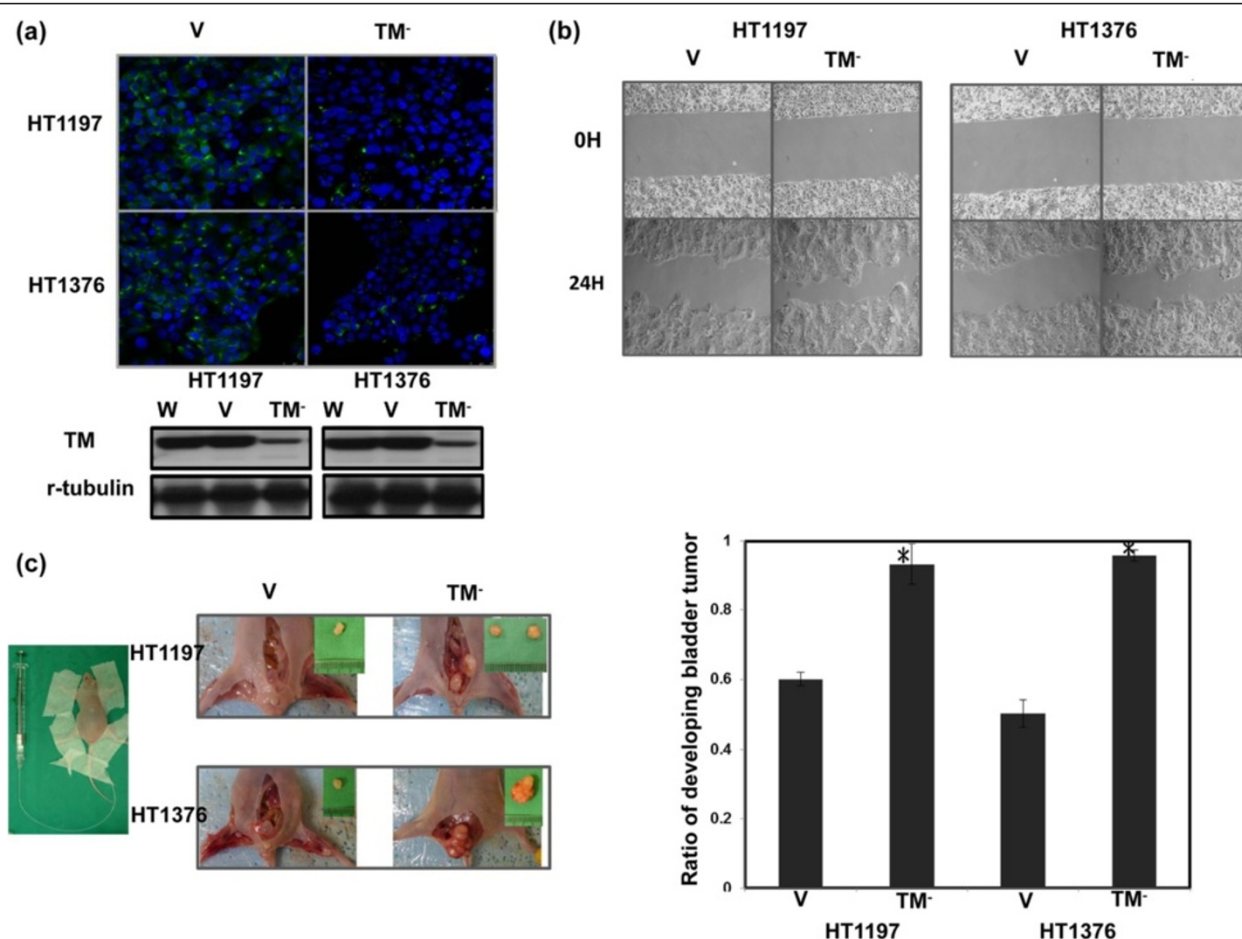 (a)
V TM-
HT1197
HT1376
HT1197 HT1376
W V TM- W V TM-
TM
r-tubulin
(b)
HT1197 HT1376
V TM- V TM-
0H
24H
(c)
V TM-
HT1197
HT1376
Ratio of developing bladder tumor
1
0.8
0.6
0.4
0.2
0
* *
V TM- V TM-
HT1197 HT1376